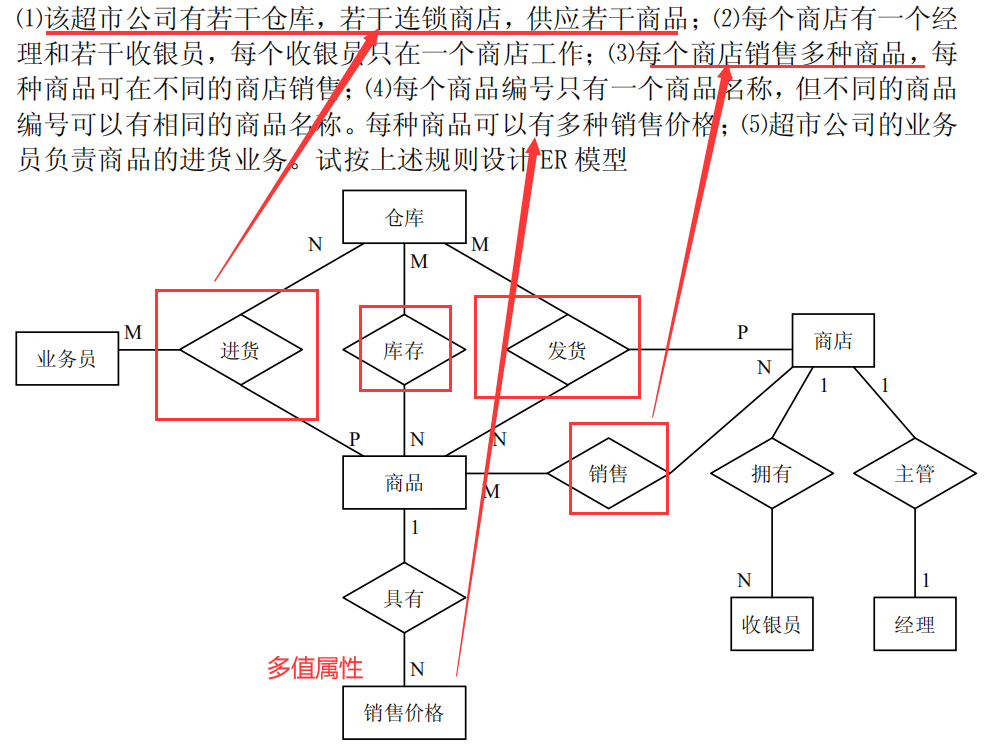 ⑴该超市公司有若干仓库，若干连锁商店，供应若干商品；⑵每个商店有一个经
理和若干收银员，每个收银员只在一个商店工作；⑶每个商店销售多种商品，每
种商品可在不同的商店销售；⑷每个商品编号只有一个商品名称，但不同的商品
编号可以有相同的商品名称。每种商品可以有多种销售价格；⑸超市公司的业务
员负责商品的进货业务。试按上述规则设计 ER 模型
仓库
N
M
M
业务员
M
进货
库存
发货
P
商店
N
1
1
P
N
N
商品
M
销售
拥有
主管
1
具有
N
1
收银员
经理
多值属性
N
销售价格